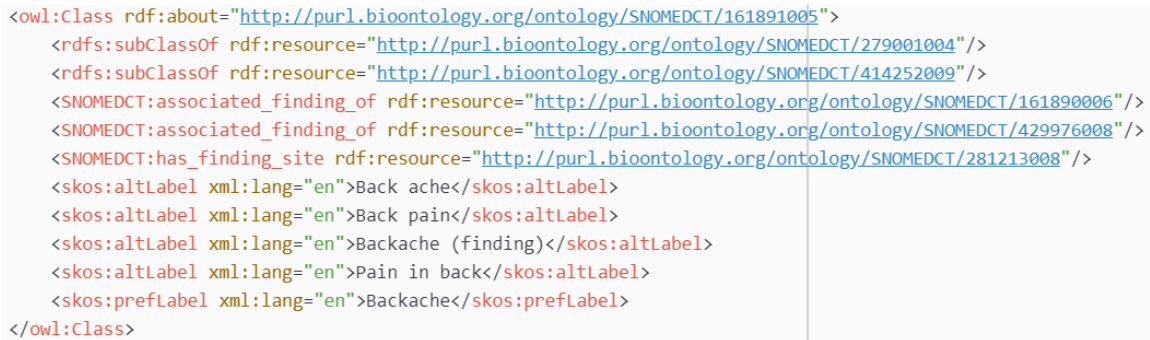 <owl:Class rdf:about="http://purl.bioontology.org/ontology/SNOMEDCT/161891005">
    <rdfs:subClassOf rdf:resource="http://purl.bioontology.org/ontology/SNOMEDCT/279001004"/>
    <rdfs:subClassOf rdf:resource="http://purl.bioontology.org/ontology/SNOMEDCT/414252009"/>
    <SNOMEDCT:associated_finding_of rdf:resource="http://purl.bioontology.org/ontology/SNOMEDCT/161890006"/>
    <SNOMEDCT:associated_finding_of rdf:resource="http://purl.bioontology.org/ontology/SNOMEDCT/429976008"/>
    <SNOMEDCT:has_finding_site rdf:resource="http://purl.bioontology.org/ontology/SNOMEDCT/281213008"/>
    <skos:altLabel xml:lang="en">Back ache</skos:altLabel>
    <skos:altLabel xml:lang="en">Back pain</skos:altLabel>
    <skos:altLabel xml:lang="en">Backache (finding)</skos:altLabel>
    <skos:altLabel xml:lang="en">Pain in back</skos:altLabel>
    <skos:prefLabel xml:lang="en">Backache</skos:prefLabel>
</owl:Class>